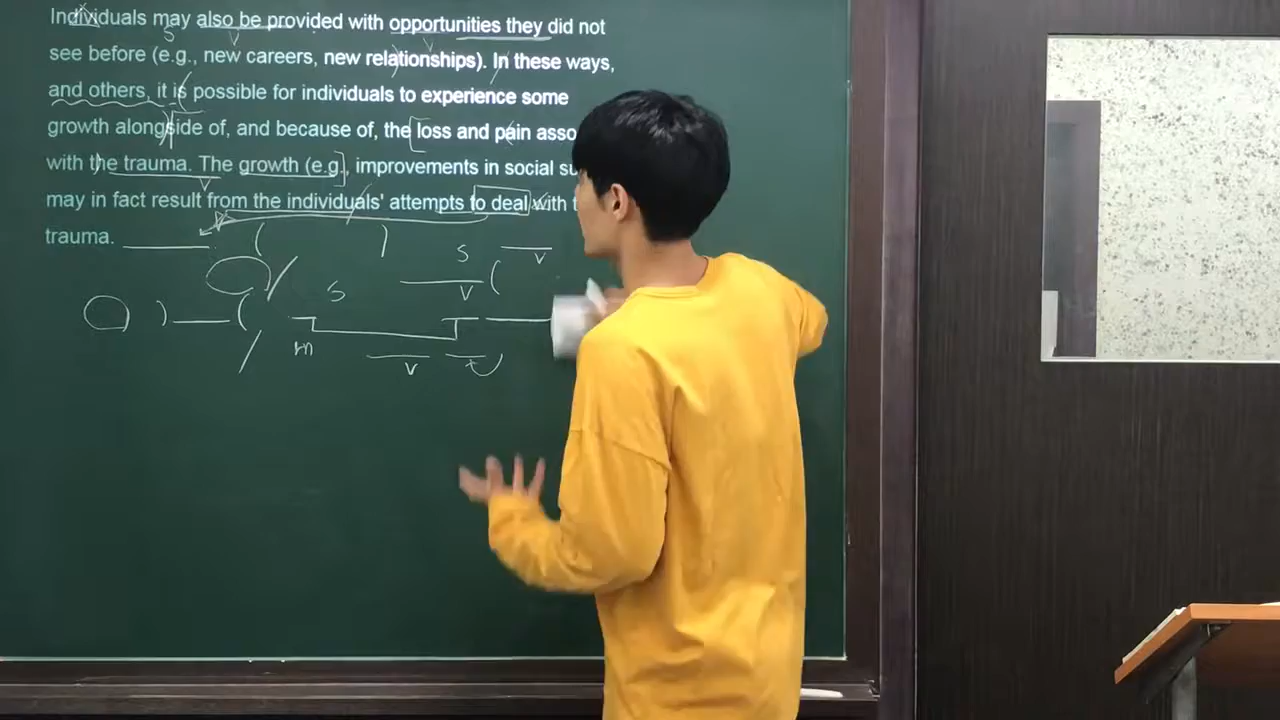 Individuals may also be provided with opportunities they did not
see before (e.g., new careers, new relationships). In these ways,
and others, it is possible for individuals to experience some
growth alongside of, and because of, the loss and pain asso
with the trauma. The growth (e.g., improvements in social su
may in fact result from the individuals' attempts to deal with t
trauma.
S
V
V
V
S
V
S
V
m
V
t